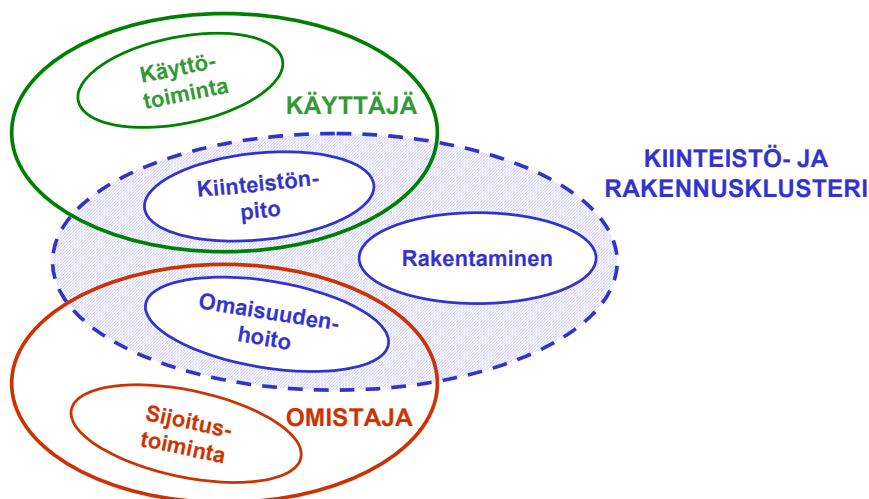 Käyttö-
toiminta
KÄYTTÄJÄ
KIINTEISTÖ- JA
RAKENNUSKLUSTERI
Kiinteistön-
pito
Rakentaminen
Omaisuuden-
hoito
OMISTAJA
Sijoitus-
toiminta